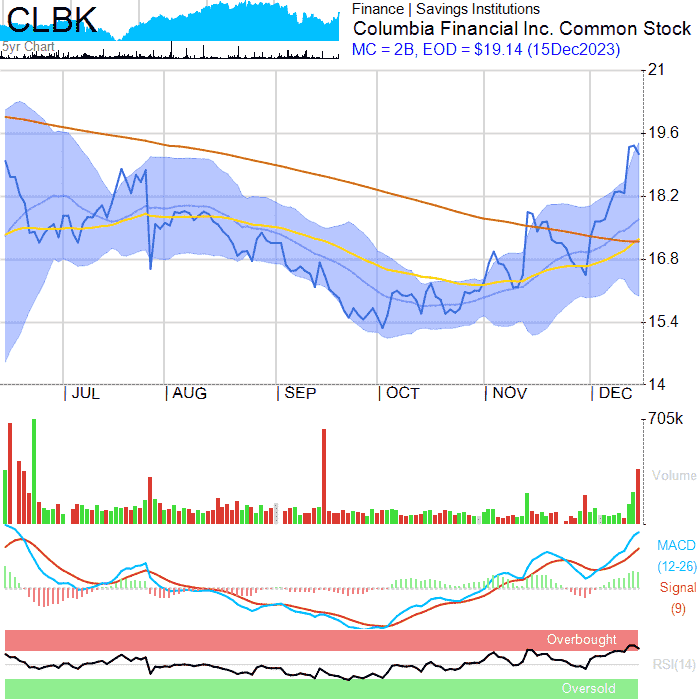 CLBK
5yr Chart
Finance | Savings Institutions
Columbia Financial Inc. Common Stock
MC = 2B, EOD = $19.14 (15Dec2023)
21
19.6
18.2
16.8
15.4
14
JUL AUG SEP OCT NOV DEC
705k
Volume
MACD
(12-26)
Signal
(9)
Overbought
RSI(14)
Oversold